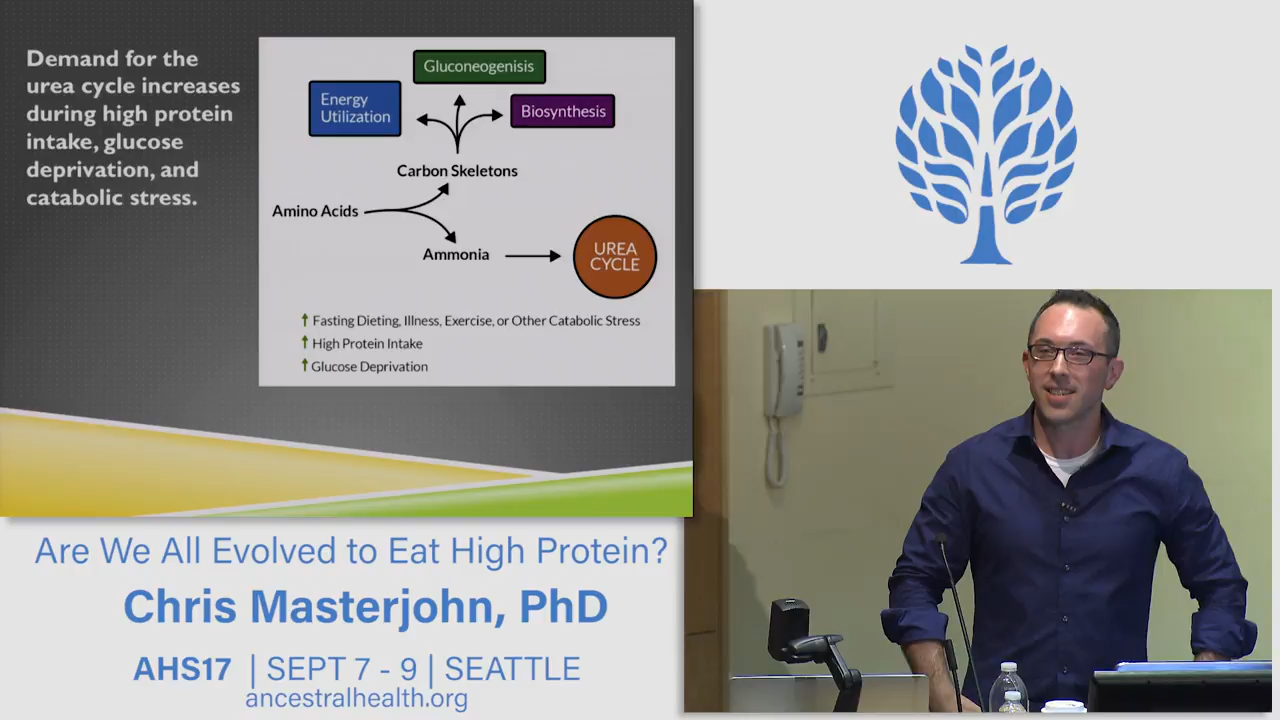 Demand for the
urea cycle increases
during high protein
intake, glucose
deprivation, and
catabolic stress.
Gluconeogenisis
Energy
Utilization
Biosynthesis
Carbon Skeletons
Amino Acids
Ammonia
UREA
CYCLE
↑ Fasting Dieting, Illness, Exercise, or Other Catabolic Stress
↑ High Protein Intake
↑ Glucose Deprivation
Are We All Evolved to Eat High Protein?
Chris Masterjohn, PhD
AHS17 | SEPT 7 - 9 | SEATTLE
ancestralhealth.org